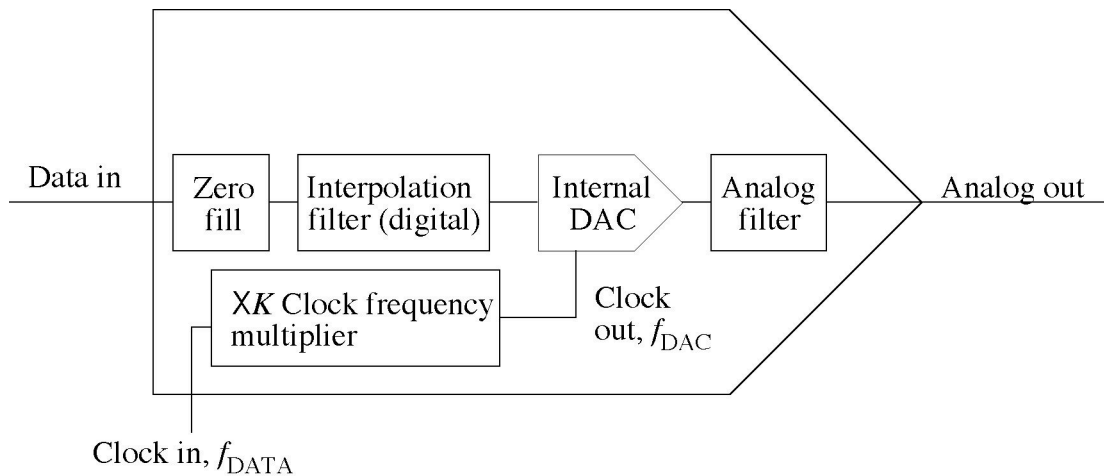 Data in
Zero
fill
Interpolation
filter (digital)
Internal
DAC
Analog
filter
Analog out
XK Clock frequency
multiplier
Clock
out, fDAC
Clock in, fDATA